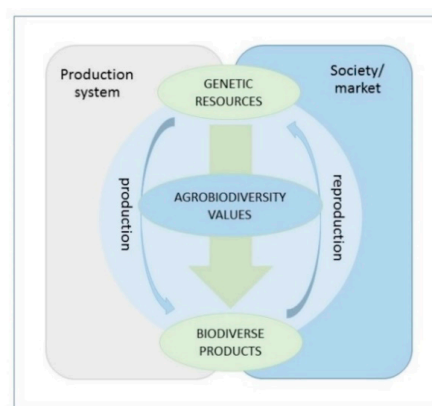 Production
system
GENETIC
RESOURCES
Society/
market
production
AGROBIODIVERSITY
VALUES
reproduction
BIODIVERSE
PRODUCTS